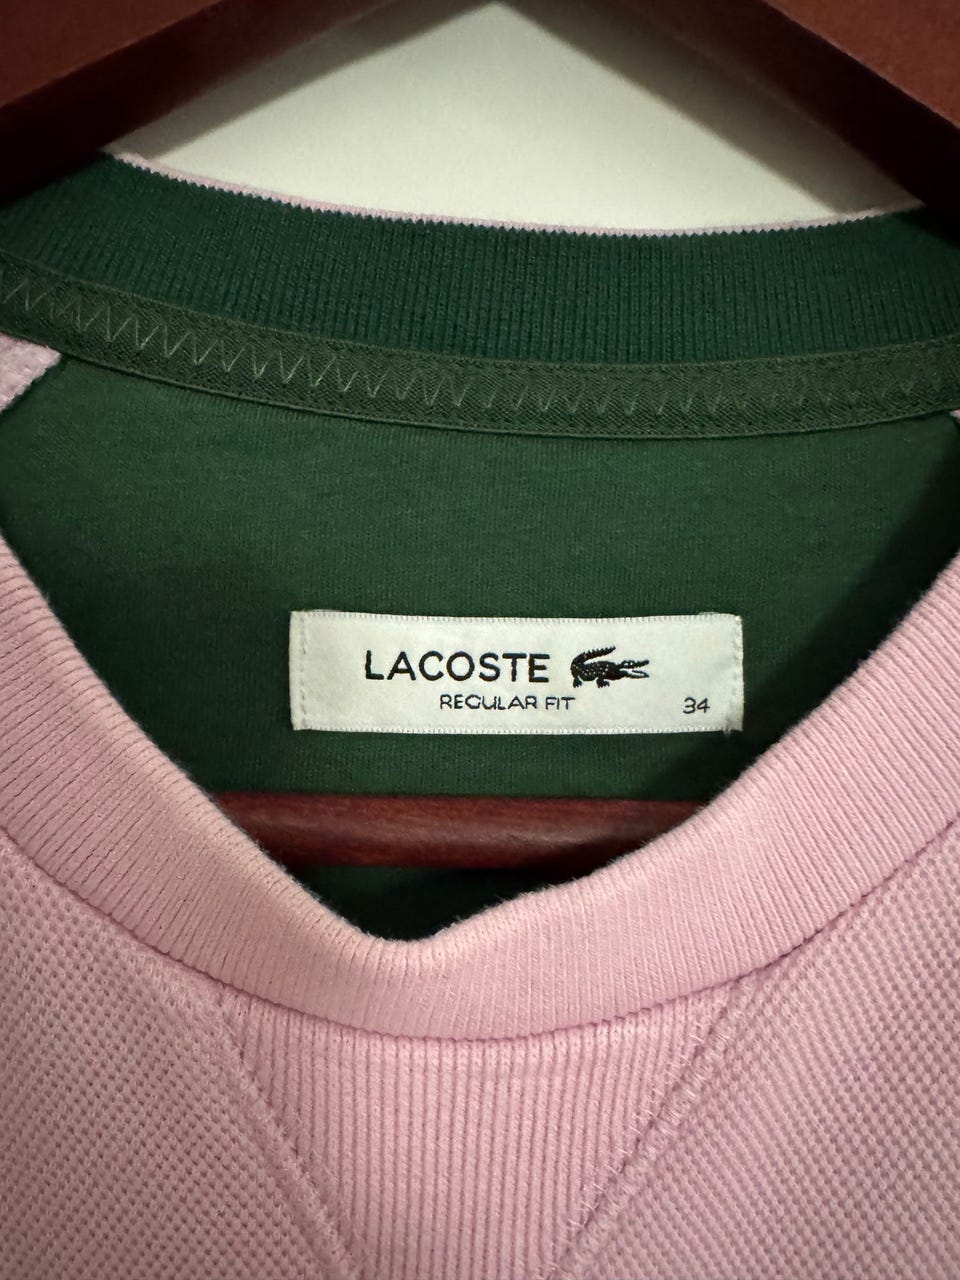 LACOSTE
REGULAR FIT
34